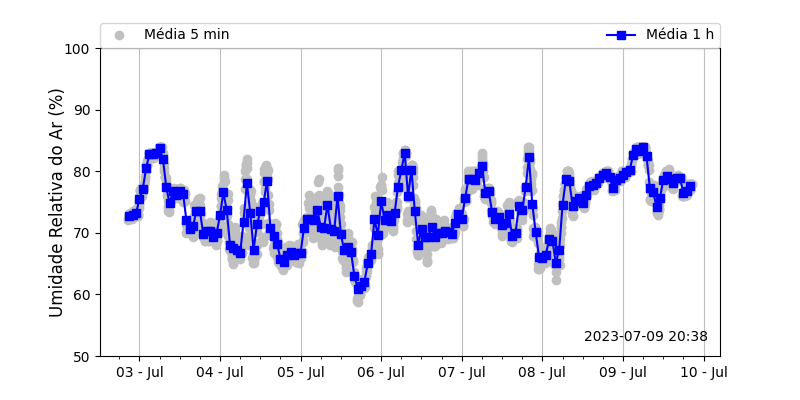 Média 5 min
Média 1 h
Umidade Relativa do Ar (%)
100
90
80
70
60
50
2023-07-09 20:38
03 - Jul
04 - Jul
05 - Jul
06 - Jul
07 - Jul
08 - Jul
09 - Jul
10 - Jul